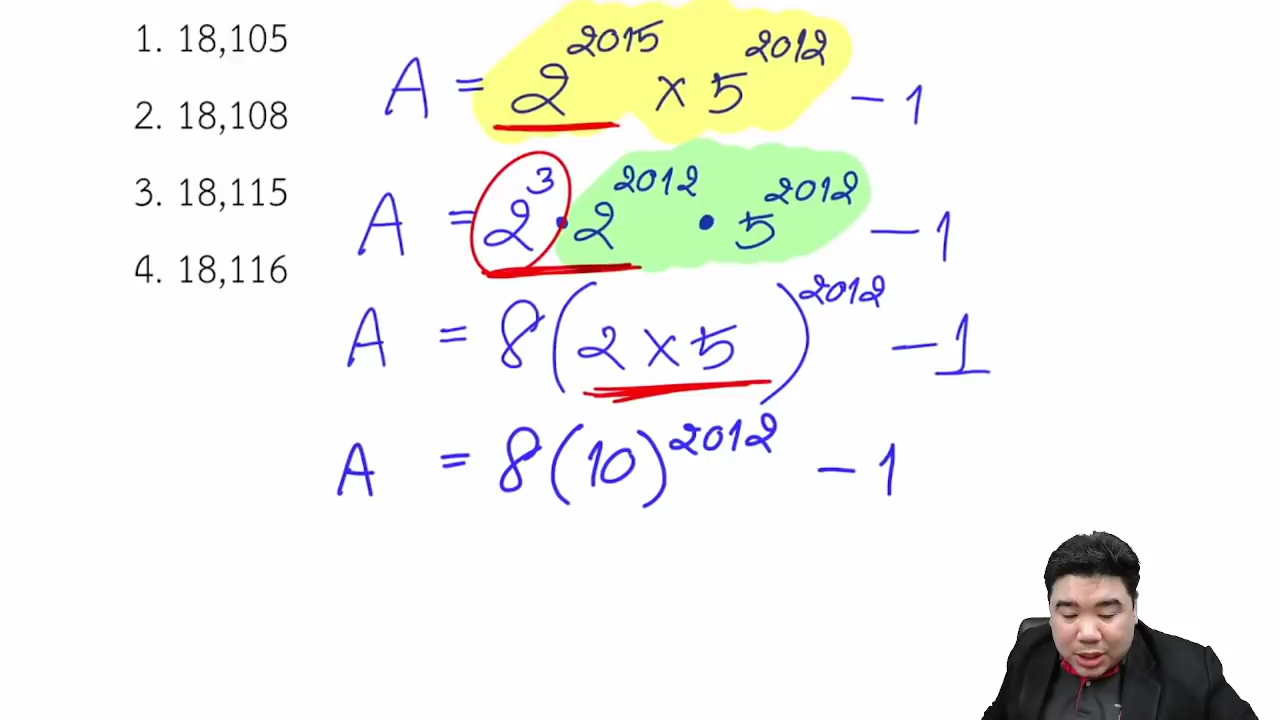 1. 18,105
2. 18,108
3. 18,115
4. 18,116
A = 2^2015 × 5^2012 − 1
A = 2^3 · 2^2012 · 5^2012 − 1
A = 8(2 × 5)^2012 − 1
A = 8(10)^2012 − 1